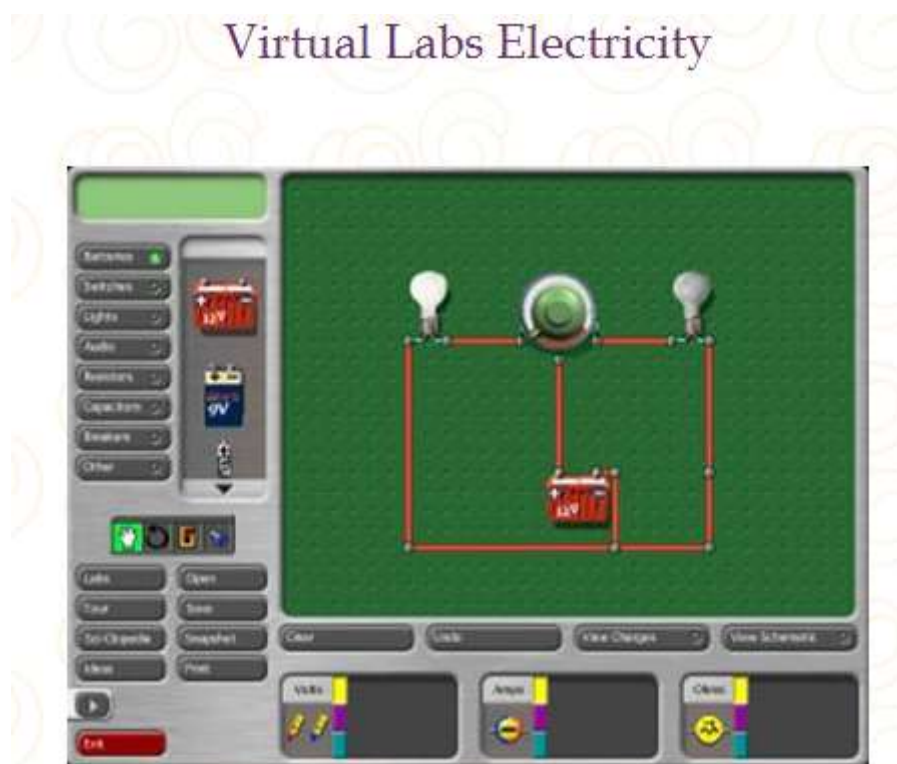 Virtual Labs Electricity
Batteries
Switches
Lights
Audio
Resistors
Capacitors
Breakers
Other
+ -
12V
9V
+ -
12V
Labs
Open
Tour
Save
Sci-Clopedia
Snapshot
Ideas
Print
Exit
Clear
Undo
View Charges
View Schematic
Volts
Amps
Ohms